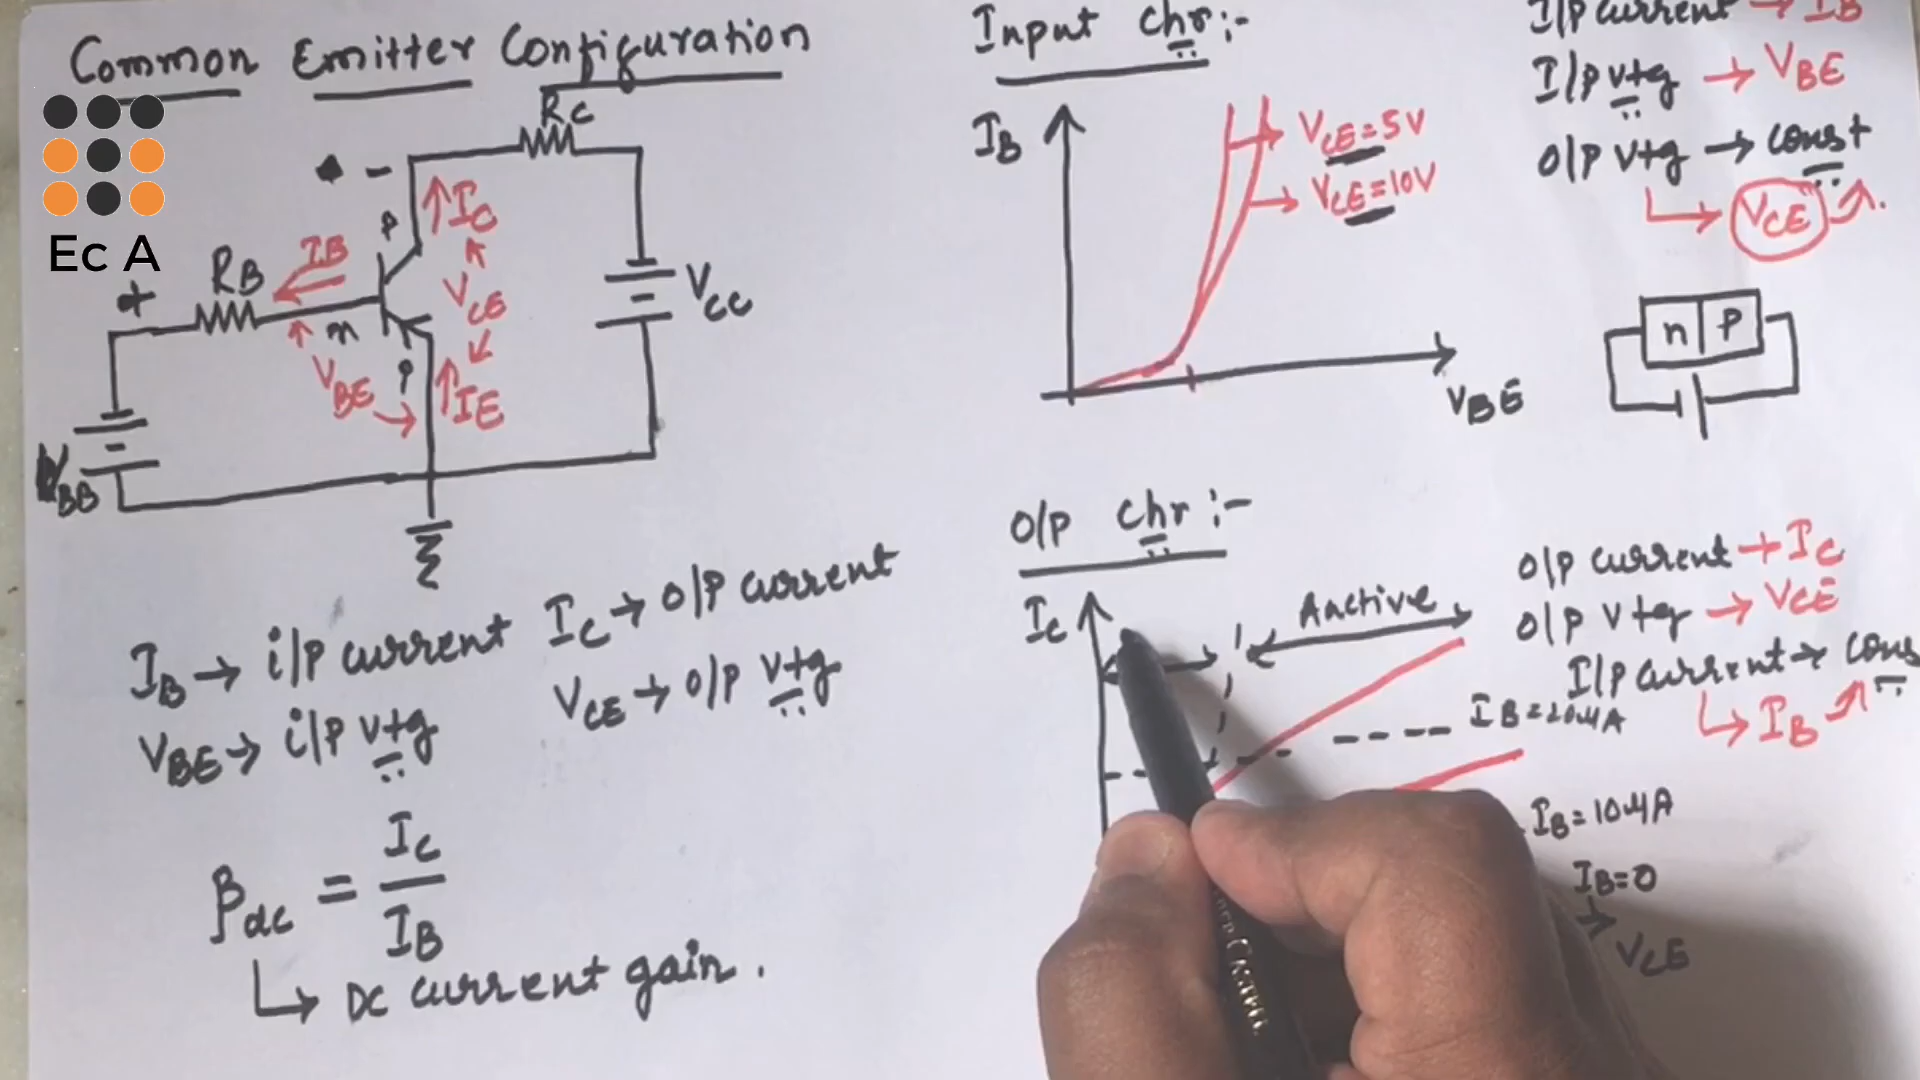 Common Emitter Configuration
Ec A
RC
+ -
IC
P
IB
RB
+
VCE
VCC
n
VBE
P
IE
VBB
IB → i/p current
IC → O/P current
VBE → i/p vtg
VCE → O/P vtg
βdc = IC / IB
↳ DC current gain.
Input Chr:-
IB
VCE=5V
VCE=10V
VBE
I/P current → IB
I/P vtg → VBE
O/P vtg → const
↳ VCE
n P
O/P Chr:-
IC
Anctive
O/P current → IC
O/P Vtg → VCE
I/P current → cons
↳ IB
IB=20μA
IB=10μA
IB=0
VCE